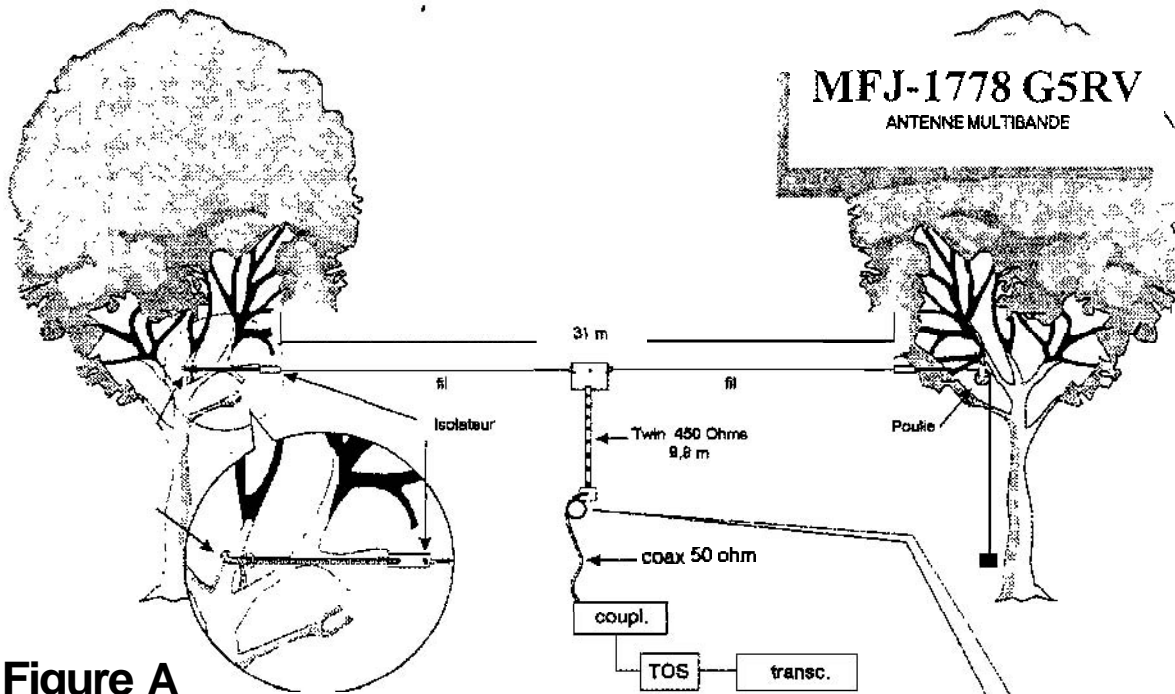 MFJ-1778 G5RV
ANTENNE MULTIBANDE
31 m
fil
fil
Isolateur
Twin 450 Ohms
9,8 m
Poulie
coax 50 ohm
coupl.
TOS
transc.
Figure A